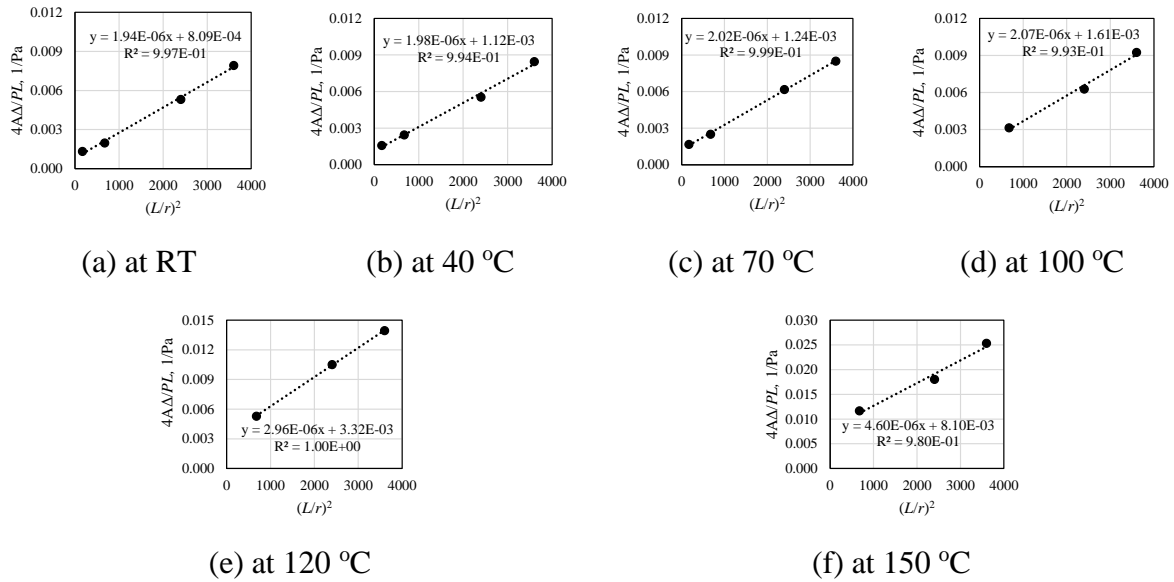 0.012
0.009
0.006
0.003
0.000
4AΔ/PL, 1/Pa
y = 1.94E-06x + 8.09E-04
R² = 9.97E-01
0 1000 2000 3000 4000
(L/r)²
(a) at RT
0.012
0.009
0.006
0.003
0.000
4AΔ/PL, 1/Pa
y = 1.98E-06x + 1.12E-03
R² = 9.94E-01
0 1000 2000 3000 4000
(L/r)²
(b) at 40 ºC
0.012
0.009
0.006
0.003
0.000
4AΔ/PL, 1/Pa
y = 2.02E-06x + 1.24E-03
R² = 9.99E-01
0 1000 2000 3000 4000
(L/r)²
(c) at 70 ºC
0.012
0.009
0.006
0.003
0.000
4AΔ/PL, 1/Pa
y = 2.07E-06x + 1.61E-03
R² = 9.93E-01
0 1000 2000 3000 4000
(L/r)²
(d) at 100 ºC
0.015
0.012
0.009
0.006
0.003
0.000
4AΔ/PL, 1/Pa
y = 2.96E-06x + 3.32E-03
R² = 1.00E+00
0 1000 2000 3000 4000
(L/r)²
(e) at 120 ºC
0.030
0.025
0.020
0.015
0.010
0.005
0.000
4AΔ/PL, 1/Pa
y = 4.60E-06x + 8.10E-03
R² = 9.80E-01
0 1000 2000 3000 4000
(L/r)²
(f) at 150 ºC